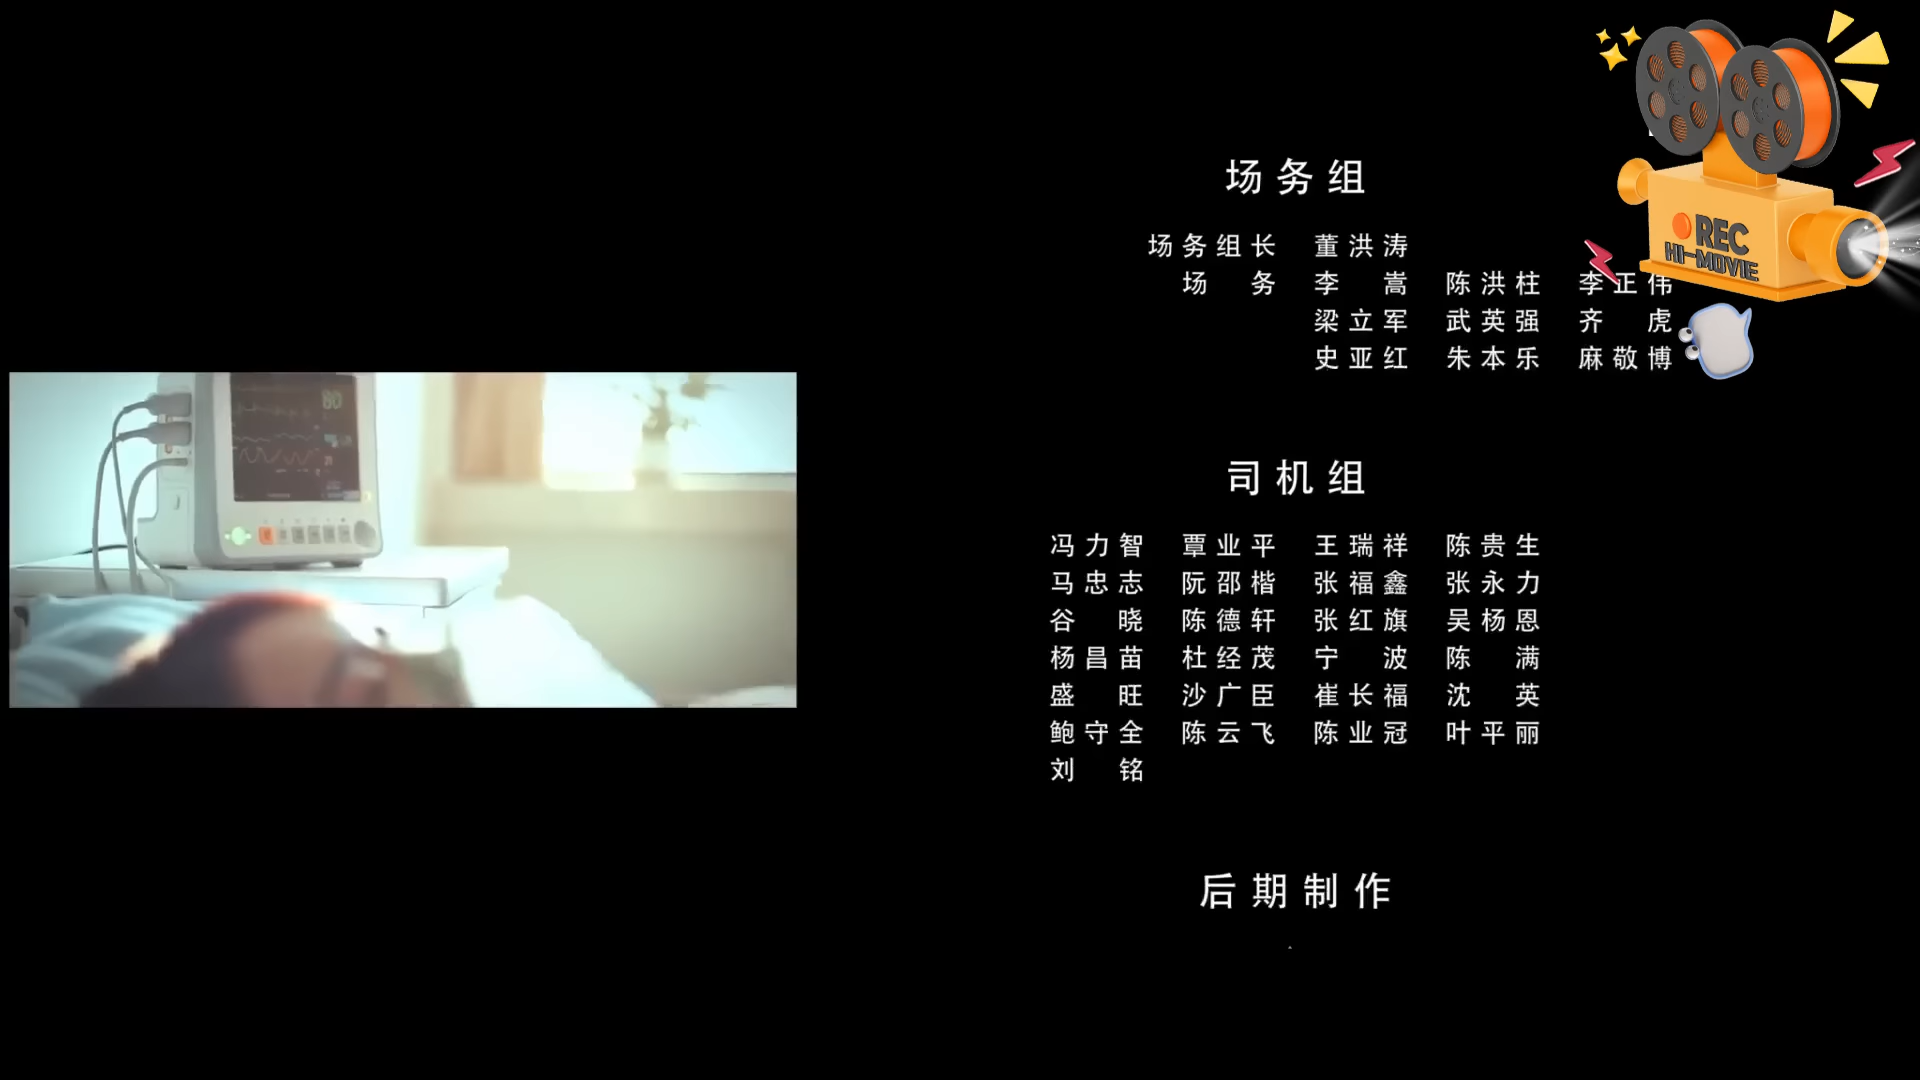 80
REC
HI-MOVIE
场务组
场务组长 董洪涛
场 务 李 嵩 陈洪柱 李正伟
梁立军 武英强 齐 虎
史亚红 朱本乐 麻敬博
司机组
冯力智 覃业平 王瑞祥 陈贵生
马忠志 阮邵楷 张福鑫 张永力
谷 晓 陈德轩 张红旗 吴杨恩
杨昌苗 杜经茂 宁 波 陈 满
盛 旺 沙广臣 崔长福 沈 英
鲍守全 陈云飞 陈业冠 叶平丽
刘 铭
后期制作